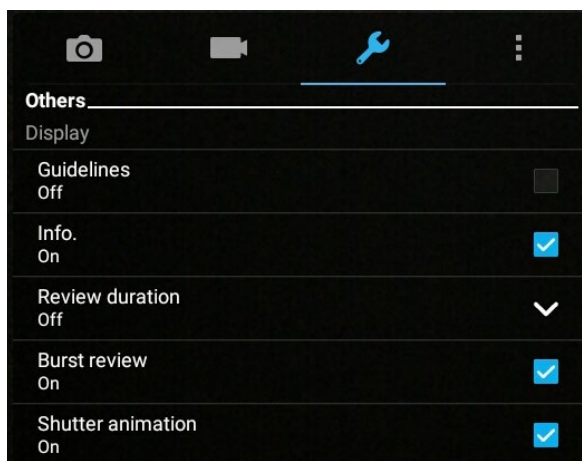 Others
Display
Guidelines
Off
Info.
On
Review duration
Off
Burst review
On
Shutter animation
On